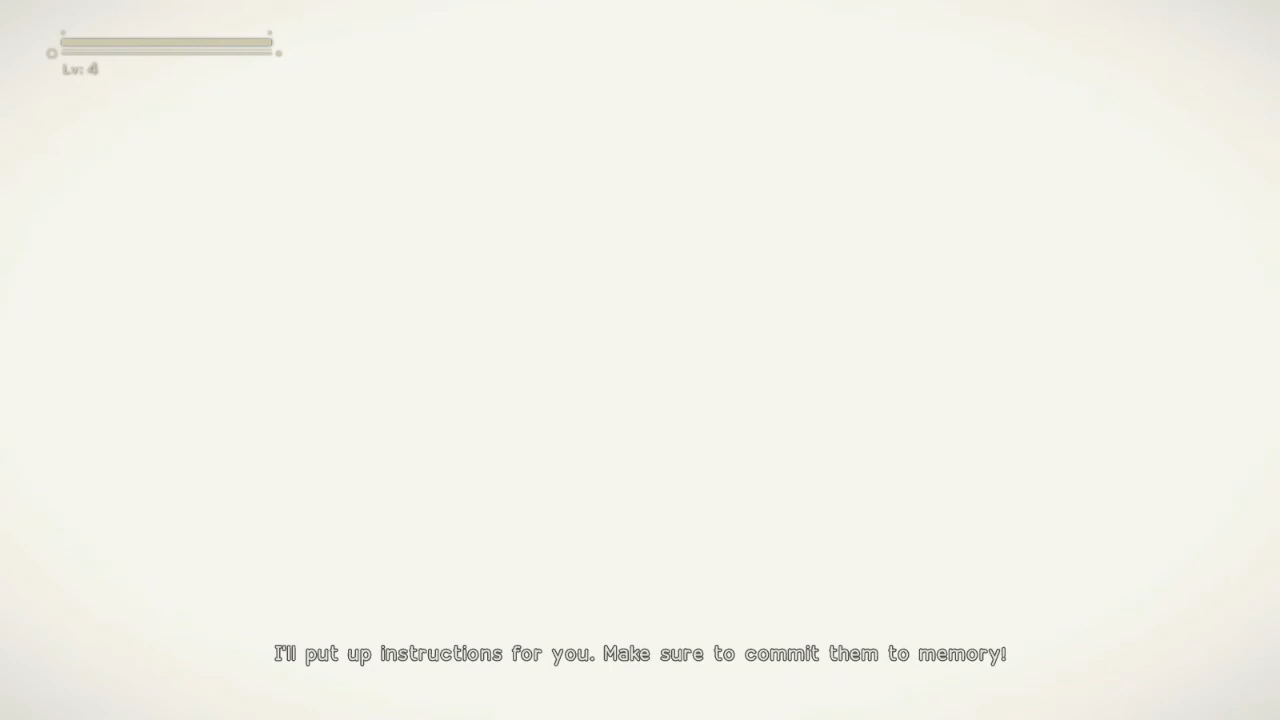 Lv: 4
I'll put up instructions for you. Make sure to commit them to memory!